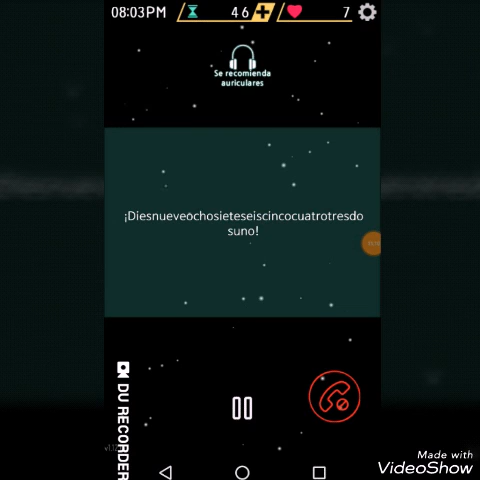 08:03PM 46 7
Se recomienda
auriculares
¡Diesnueveochosieteseiscincocuatrotresdo
suno!
DU RECORDER
Made with
VideoShow